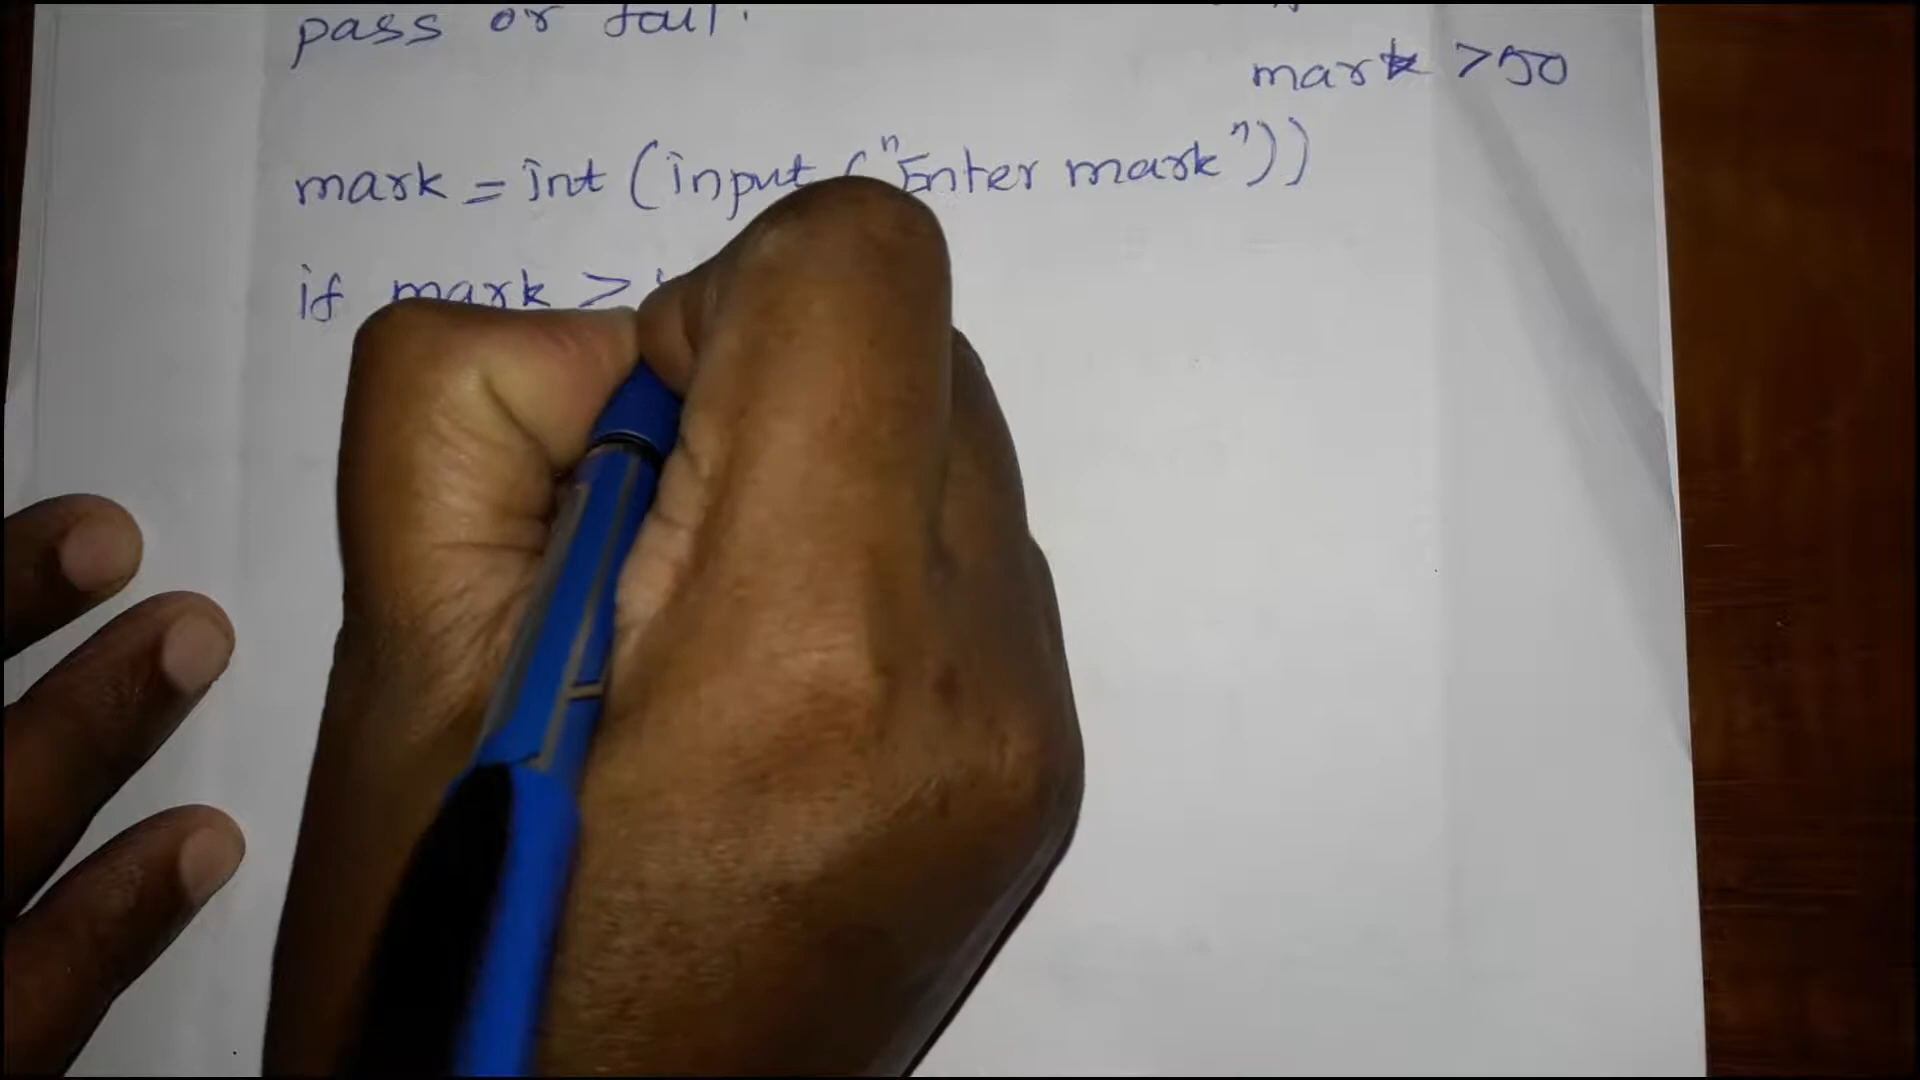 pass or fail.
mark > 50
mark = int (input ("Enter mark"))
if mark >